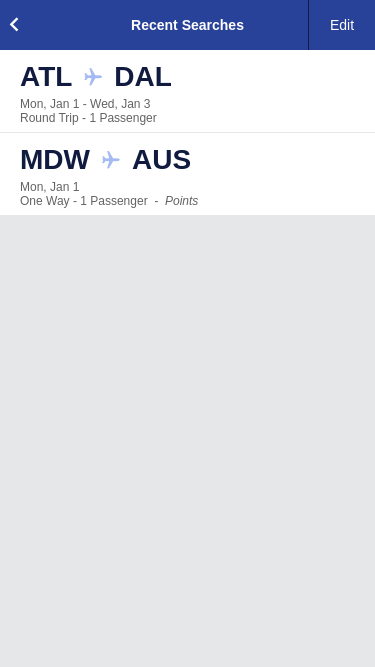 Recent Searches
Edit
ATL DAL
Mon, Jan 1 - Wed, Jan 3
Round Trip - 1 Passenger
MDW AUS
Mon, Jan 1
One Way - 1 Passenger - Points